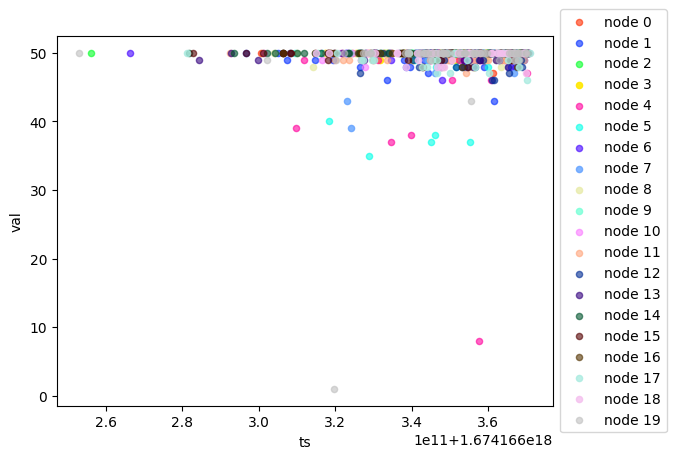 50
40
30
20
10
0
val
2.6
2.8
3.0
3.2
3.4
3.6
ts
1e11+1.674166e18
node 0
node 1
node 2
node 3
node 4
node 5
node 6
node 7
node 8
node 9
node 10
node 11
node 12
node 13
node 14
node 15
node 16
node 17
node 18
node 19